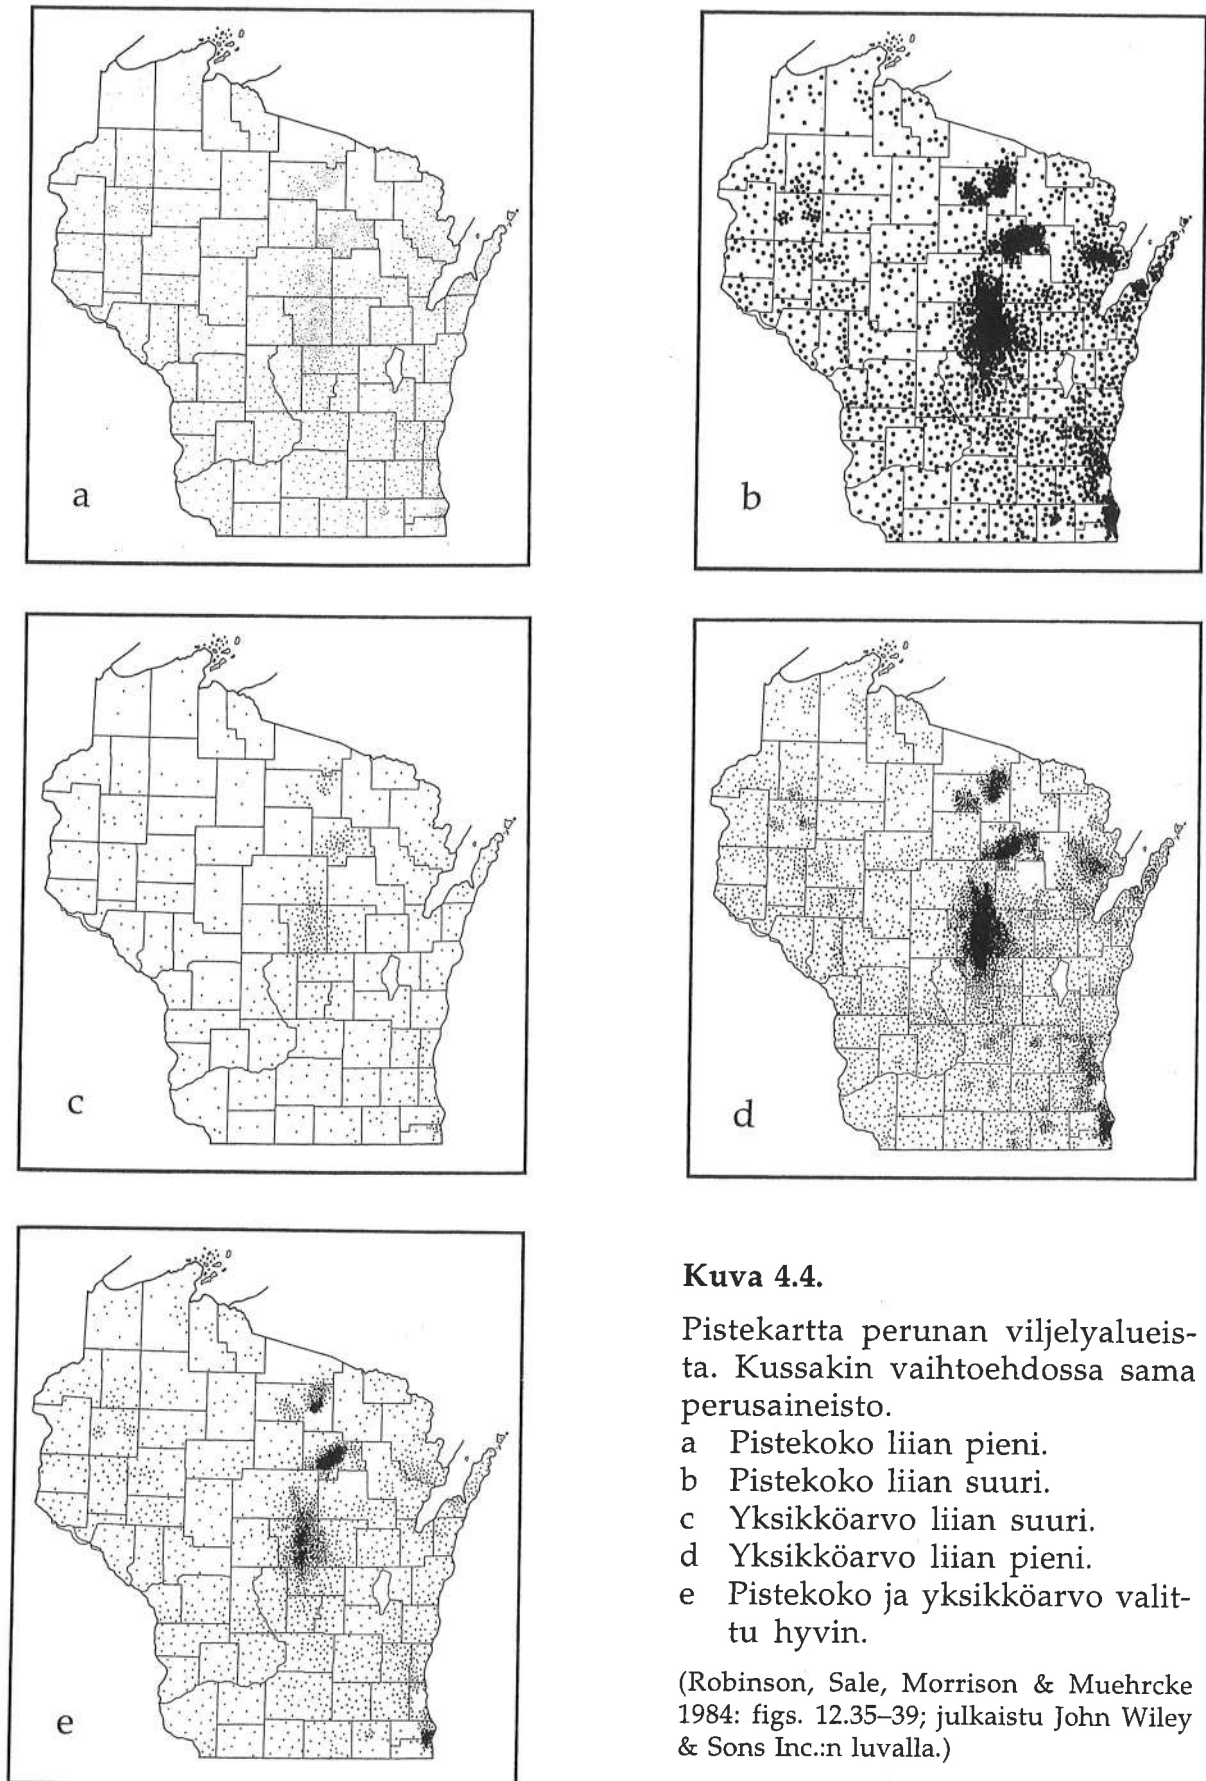 a
b
c
d
e
Kuva 4.4.
Pistekartta perunan viljelyalueis-
ta. Kussakin vaihtoehdossa sama
perusaineisto.
a Pistekoko liian pieni.
b Pistekoko liian suuri.
c Yksikköarvo liian suuri.
d Yksikköarvo liian pieni.
e Pistekoko ja yksikköarvo valit-
tu hyvin.
(Robinson, Sale, Morrison & Muehrcke
1984: figs. 12.35–39; julkaistu John Wiley
& Sons Inc.:n luvalla.)